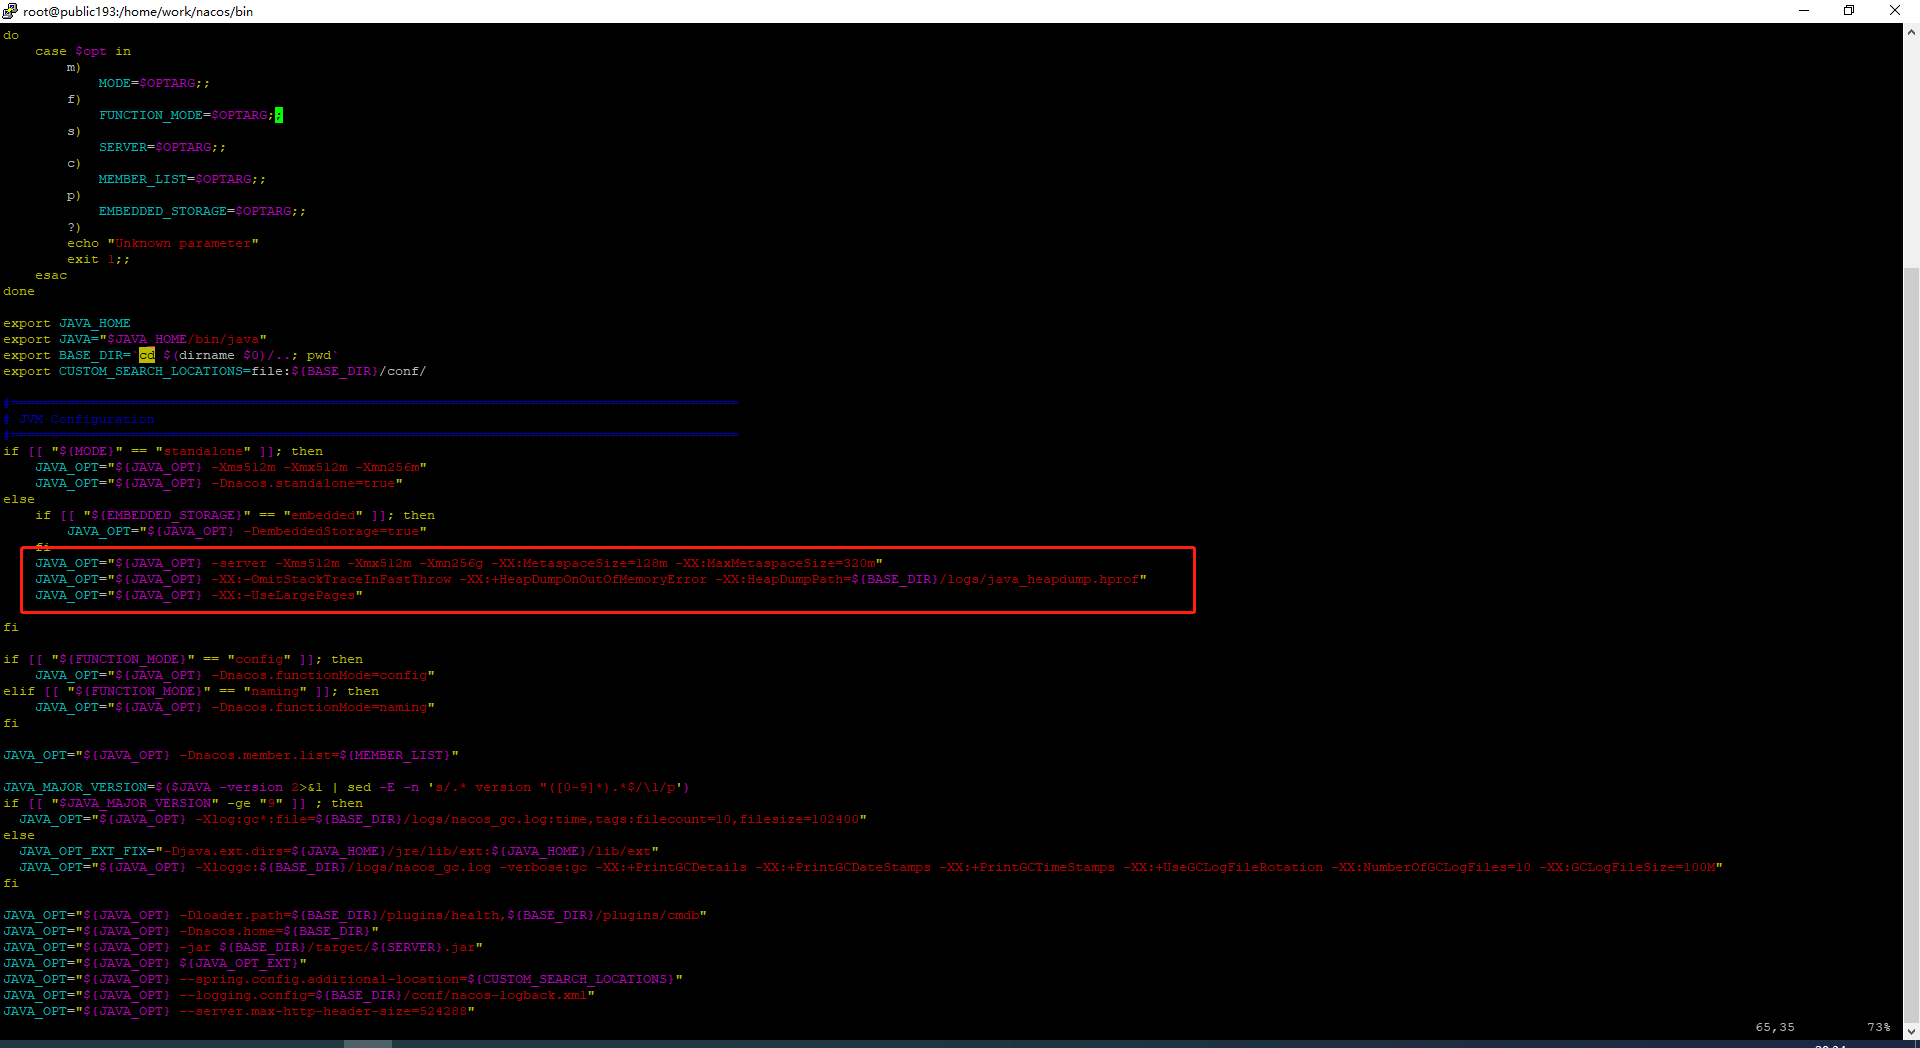 root@public193:/home/work/nacos/bin
do
    case $opt in
        m)
            MODE=$OPTARG;;
        f)
            FUNCTION_MODE=$OPTARG;;
        s)
            SERVER=$OPTARG;;
        c)
            MEMBER_LIST=$OPTARG;;
        p)
            EMBEDDED_STORAGE=$OPTARG;;
        ?)
        echo "Unknown parameter"
        exit 1;;
    esac
done
export JAVA_HOME
export JAVA="$JAVA_HOME/bin/java"
export BASE_DIR=`cd $(dirname $0)/..; pwd`
export CUSTOM_SEARCH_LOCATIONS=file:${BASE_DIR}/conf/
#===========================================================================================
# JVM Configuration
#===========================================================================================
if [[ "${MODE}" == "standalone" ]]; then
    JAVA_OPT="${JAVA_OPT} -Xms512m -Xmx512m -Xmn256m"
    JAVA_OPT="${JAVA_OPT} -Dnacos.standalone=true"
else
    if [[ "${EMBEDDED_STORAGE}" == "embedded" ]]; then
        JAVA_OPT="${JAVA_OPT} -DembeddedStorage=true"
    fi
    JAVA_OPT="${JAVA_OPT} -server -Xms512m -Xmx512m -Xmn256g -XX:MetaspaceSize=128m -XX:MaxMetaspaceSize=320m"
    JAVA_OPT="${JAVA_OPT} -XX:-OmitStackTraceInFastThrow -XX:+HeapDumpOnOutOfMemoryError -XX:HeapDumpPath=${BASE_DIR}/logs/java_heapdump.hprof"
    JAVA_OPT="${JAVA_OPT} -XX:-UseLargePages"
fi
if [[ "${FUNCTION_MODE}" == "config" ]]; then
    JAVA_OPT="${JAVA_OPT} -Dnacos.functionMode=config"
elif [[ "${FUNCTION_MODE}" == "naming" ]]; then
    JAVA_OPT="${JAVA_OPT} -Dnacos.functionMode=naming"
fi
JAVA_OPT="${JAVA_OPT} -Dnacos.member.list=${MEMBER_LIST}"
JAVA_MAJOR_VERSION=$($JAVA -version 2>&1 | sed -E -n 's/.* version "([0-9]*).*$/\1/p')
if [[ "$JAVA_MAJOR_VERSION" -ge "9" ]] ; then
  JAVA_OPT="${JAVA_OPT} -Xlog:gc*:file=${BASE_DIR}/logs/nacos_gc.log:time,tags:filecount=10,filesize=102400"
else
  JAVA_OPT_EXT_FIX="-Djava.ext.dirs=${JAVA_HOME}/jre/lib/ext:${JAVA_HOME}/lib/ext"
  JAVA_OPT="${JAVA_OPT} -Xloggc:${BASE_DIR}/logs/nacos_gc.log -verbose:gc -XX:+PrintGCDetails -XX:+PrintGCDateStamps -XX:+PrintGCTimeStamps -XX:+UseGCLogFileRotation -XX:NumberOfGCLogFiles=10 -XX:GCLogFileSize=100M"
fi
JAVA_OPT="${JAVA_OPT} -Dloader.path=${BASE_DIR}/plugins/health,${BASE_DIR}/plugins/cmdb"
JAVA_OPT="${JAVA_OPT} -Dnacos.home=${BASE_DIR}"
JAVA_OPT="${JAVA_OPT} -jar ${BASE_DIR}/target/${SERVER}.jar"
JAVA_OPT="${JAVA_OPT} ${JAVA_OPT_EXT}"
JAVA_OPT="${JAVA_OPT} --spring.config.additional-location=${CUSTOM_SEARCH_LOCATIONS}"
JAVA_OPT="${JAVA_OPT} --logging.config=${BASE_DIR}/conf/nacos-logback.xml"
JAVA_OPT="${JAVA_OPT} --server.max-http-header-size=524288"
65,35 73%